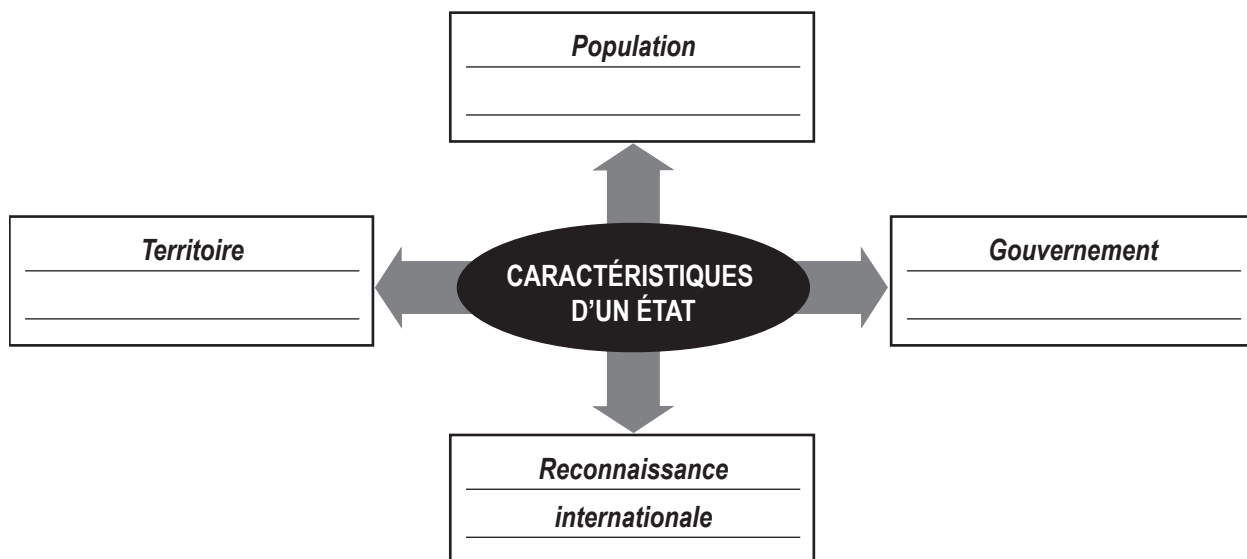 Population
Territoire
CARACTÉRISTIQUES
D'UN ÉTAT
Gouvernement
Reconnaissance
internationale